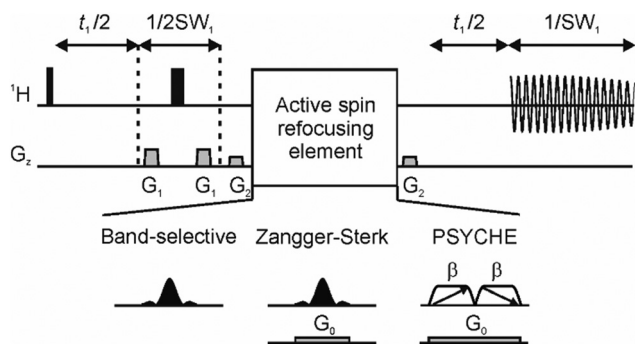 t₁/2 1/2SW₁ t₁/2 1/SW₁
¹H
Active spin
refocusing
element
G_z
G₁ G₁ G₂ G₂
Band-selective Zangger-Sterk PSYCHE
β β
G₀ G₀